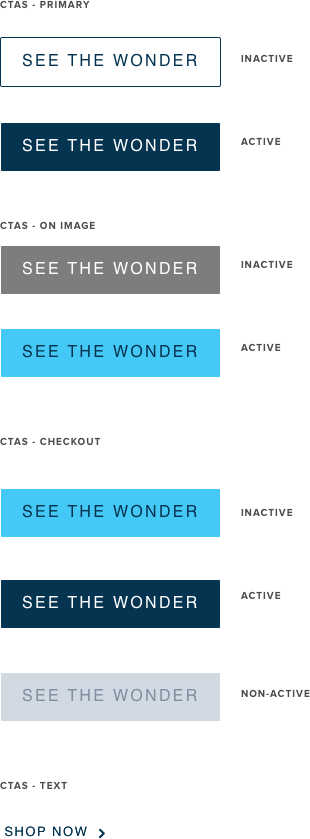 CTAS - PRIMARY
SEE THE WONDER
INACTIVE
SEE THE WONDER
ACTIVE
CTAS - ON IMAGE
SEE THE WONDER
INACTIVE
SEE THE WONDER
ACTIVE
CTAS - CHECKOUT
SEE THE WONDER
INACTIVE
SEE THE WONDER
ACTIVE
SEE THE WONDER
NON-ACTIVE
CTAS - TEXT
SHOP NOW